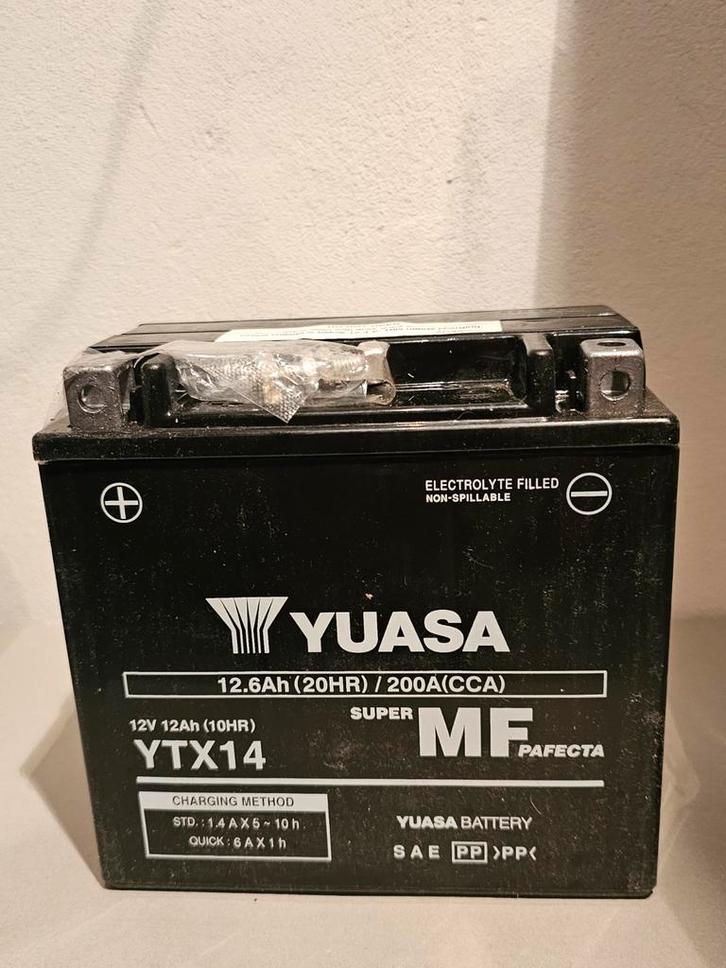 +
ELECTROLYTE FILLED
NON-SPILLABLE
−
YUASA
12.6Ah (20HR) / 200A(CCA)
12V 12Ah (10HR)
YTX14
SUPER MF PAFECTA
CHARGING METHOD
STD. : 1.4 A X 5 ~ 10 h
QUICK : 6 A X 1 h
YUASA BATTERY
S A E PP >PP<